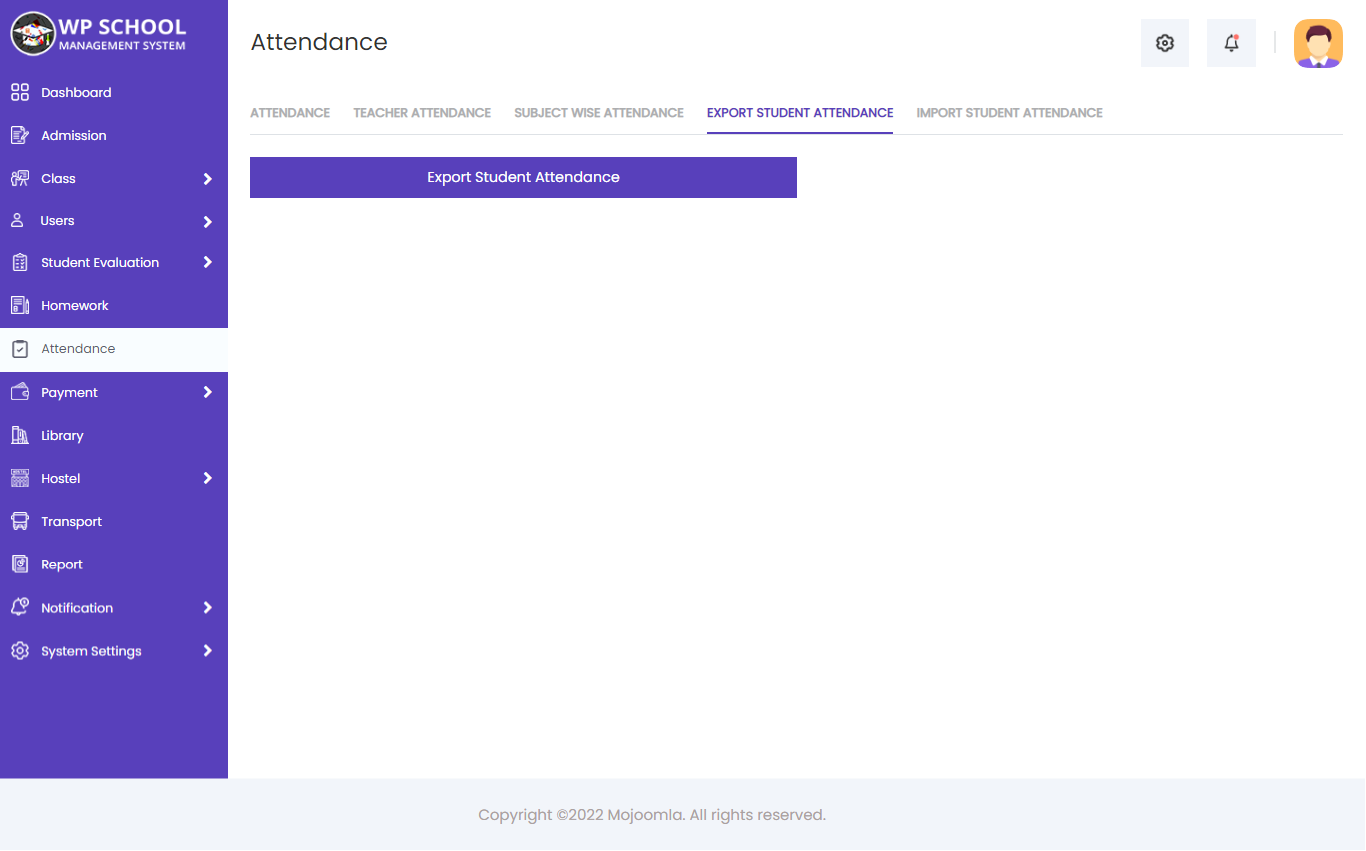 WP SCHOOL
MANAGEMENT SYSTEM
Dashboard
Admission
Class
Users
Student Evaluation
Homework
Attendance
Payment
Library
Hostel
Transport
Report
Notification
System Settings
Attendance
ATTENDANCE TEACHER ATTENDANCE SUBJECT WISE ATTENDANCE EXPORT STUDENT ATTENDANCE IMPORT STUDENT ATTENDANCE
Export Student Attendance
Copyright ©2022 Mojoomla. All rights reserved.